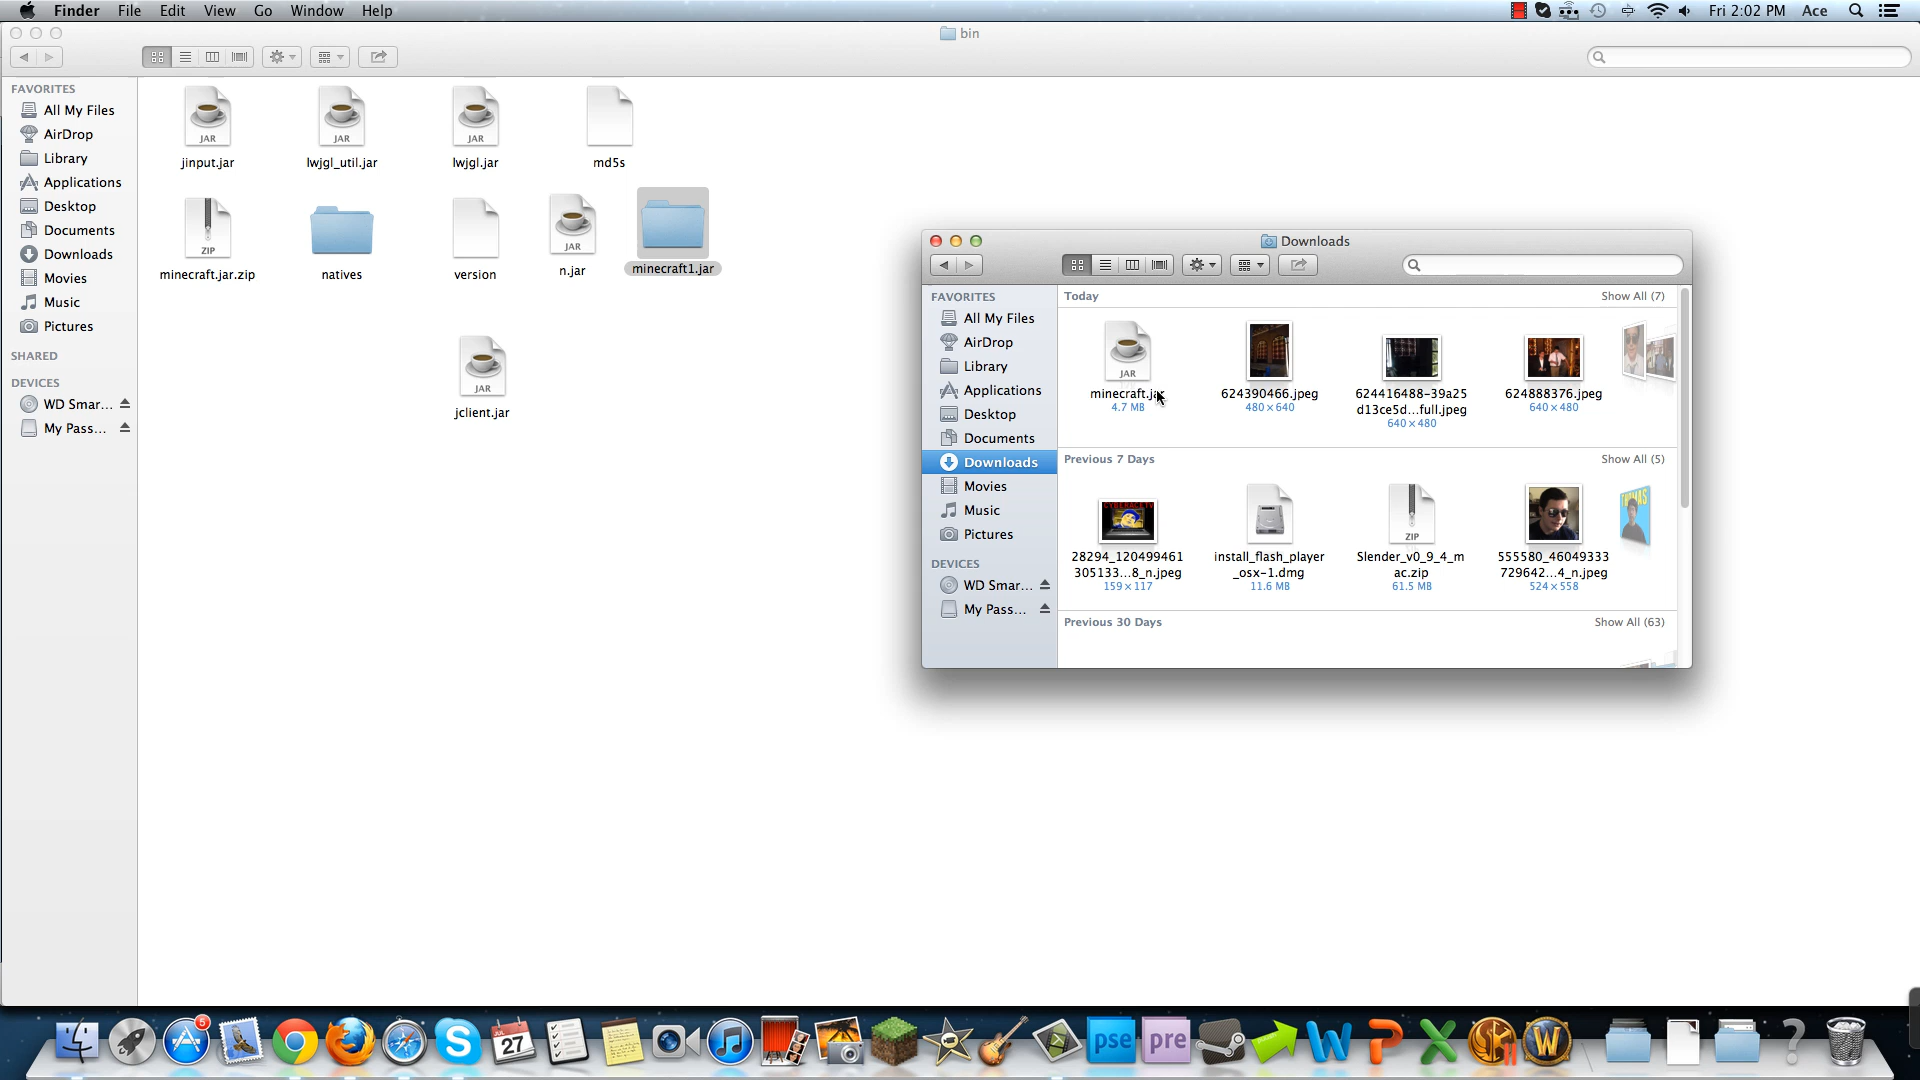 Finder File Edit View Go Window Help
Fri 2:02 PM Ace
bin
FAVORITES
All My Files
AirDrop
Library
Applications
Desktop
Documents
Downloads
Movies
Music
Pictures
SHARED
DEVICES
WD Smar...
My Pass...
JAR
jinput.jar
JAR
lwjgl_util.jar
JAR
lwjgl.jar
md5s
ZIP
minecraft.jar.zip
natives
version
JAR
n.jar
minecraft1.jar
JAR
jclient.jar
Downloads
FAVORITES
All My Files
AirDrop
Library
Applications
Desktop
Documents
Downloads
Movies
Music
Pictures
DEVICES
WD Smar...
My Pass...
Today
Show All (7)
JAR
minecraft.jar
4.7 MB
624390466.jpeg
480×640
624416488-39a25
d13ce5d...full.jpeg
640×480
624888376.jpeg
640×480
Previous 7 Days
Show All (5)
28294_120499461
305133...8_n.jpeg
159×117
install_flash_player
_osx-1.dmg
11.6 MB
ZIP
Slender_v0_9_4_m
ac.zip
61.5 MB
555580_46049333
729642...4_n.jpeg
524×558
THOMAS
Previous 30 Days
Show All (63)
5
JUL
27
pse
pre